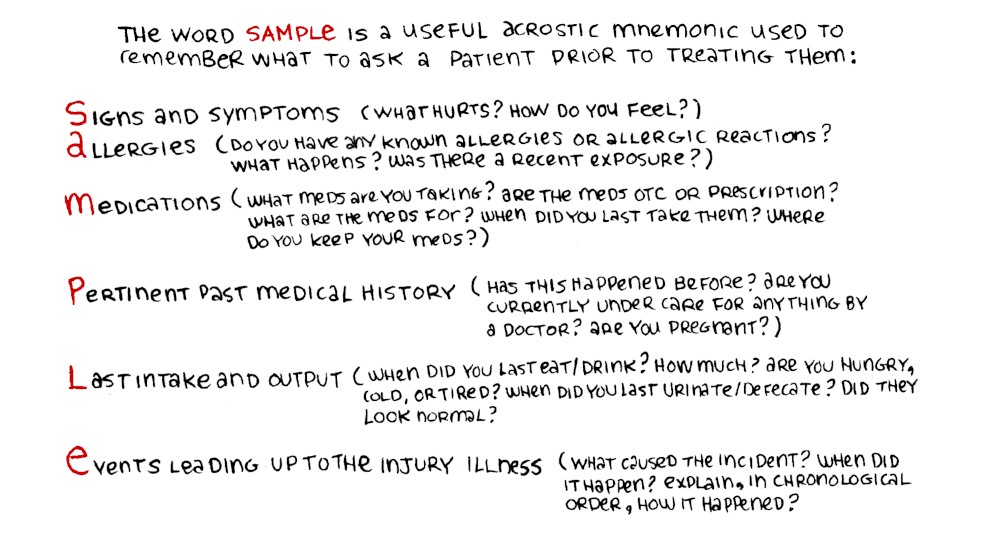 THE WORD SAMPLE IS A USEFUL ACROSTIC MNEMONIC USED TO
REMEMBER WHAT TO ASK A PATIENT PRIOR TO TREATING THEM:
SIGNS AND SYMPTOMS (WHAT HURTS? HOW DO YOU FEEL?)
ALLERGIES (DO YOU HAVE ANY KNOWN ALLERGIES OR ALLERGIC REACTIONS?
WHAT HAPPENS? WAS THERE A RECENT EXPOSURE?)
MEDICATIONS (WHAT MEDS ARE YOU TAKING? ARE THE MEDS OTC OR PRESCRIPTION?
WHAT ARE THE MEDS FOR? WHEN DID YOU LAST TAKE THEM? WHERE
DO YOU KEEP YOUR MEDS?)
PERTINENT PAST MEDICAL HISTORY (HAS THIS HAPPENED BEFORE? ARE YOU
CURRENTLY UNDER CARE FOR ANYTHING BY
A DOCTOR? ARE YOU PREGNANT?)
LAST INTAKE AND OUTPUT (WHEN DID YOU LAST EAT/DRINK? HOW MUCH? ARE YOU HUNGRY,
COLD, OR TIRED? WHEN DID YOU LAST URINATE/DEFECATE? DID THEY
LOOK NORMAL?
EVENTS LEADING UP TO THE INJURY ILLNESS (WHAT CAUSED THE INCIDENT? WHEN DID
IT HAPPEN? EXPLAIN, IN CHRONOLOGICAL
ORDER, HOW IT HAPPENED?